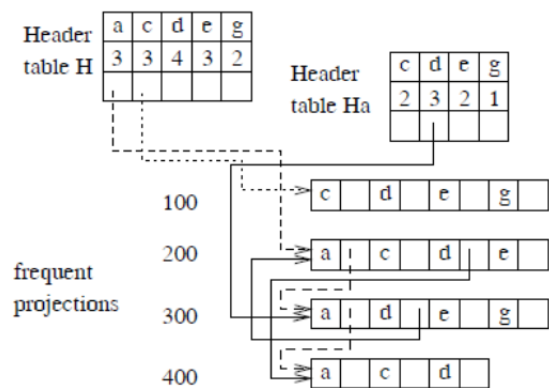 a c d e g
Header
table H
3 3 4 3 2
Header
table Ha
c d e g
2 3 2 1
100
c d e g
200
a c d e
frequent
projections
300
a d e g
400
a c d